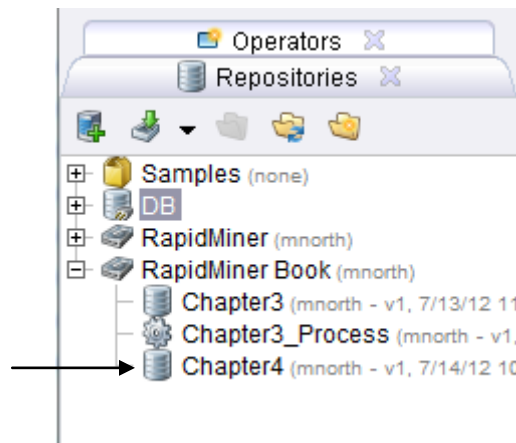 Operators
Repositories
Samples (none)
DB
RapidMiner (mnorth)
RapidMiner Book (mnorth)
Chapter3 (mnorth - v1, 7/13/12 11
Chapter3_Process (mnorth - v1,
Chapter4 (mnorth - v1, 7/14/12 10